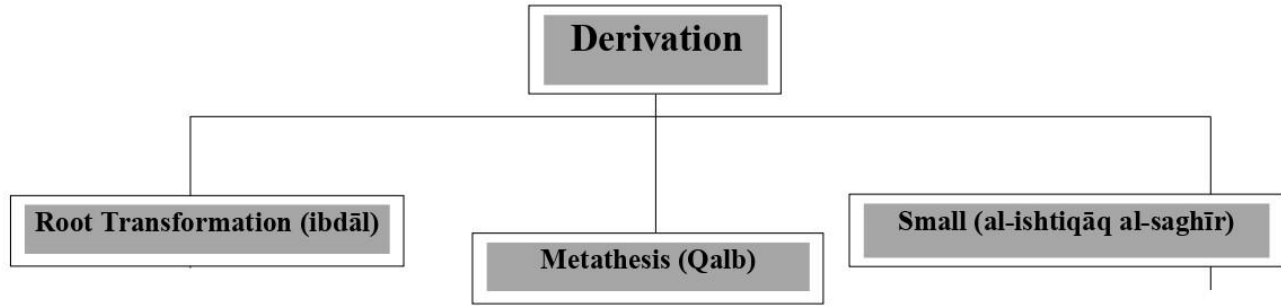 Derivation
Root Transformation (ibdāl)
Metathesis (Qalb)
Small (al-ishtiqāq al-saghīr)